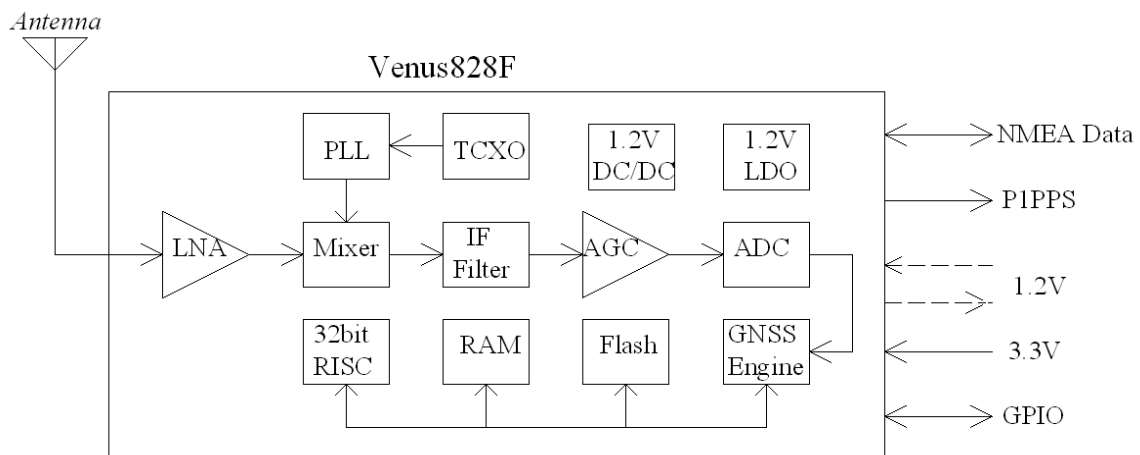 Antenna
Venus828F
PLL
TCXO
1.2V
DC/DC
1.2V
LDO
NMEA Data
P1PPS
LNA
Mixer
IF
Filter
AGC
ADC
1.2V
32bit
RISC
RAM
Flash
GNSS
Engine
3.3V
GPIO